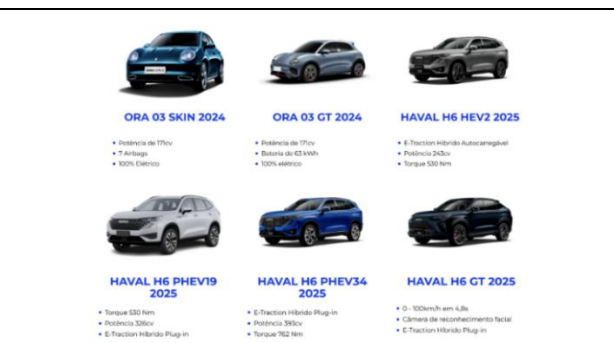 ORA 03 SKIN 2024
• Potência de 171cv
• 7 Airbags
• 100% Elétrico
ORA 03 GT 2024
• Potência de 171cv
• Bateria de 63 kWh
• 100% elétrico
HAVAL H6 HEV2 2025
• E-Traction Híbrido Autocarregável
• Potência 243cv
• Torque 530 Nm
HAVAL H6 PHEV19
2025
• Torque 530 Nm
• Potência 326cv
• E-Traction Híbrido Plug-in
HAVAL H6 PHEV34
2025
• E-Traction Híbrido Plug-in
• Potência 393cv
• Torque 762 Nm
HAVAL H6 GT 2025
• 0 - 100km/h em 4,8s
• Câmera de reconhecimento facial
• E-Traction Híbrido Plug-in